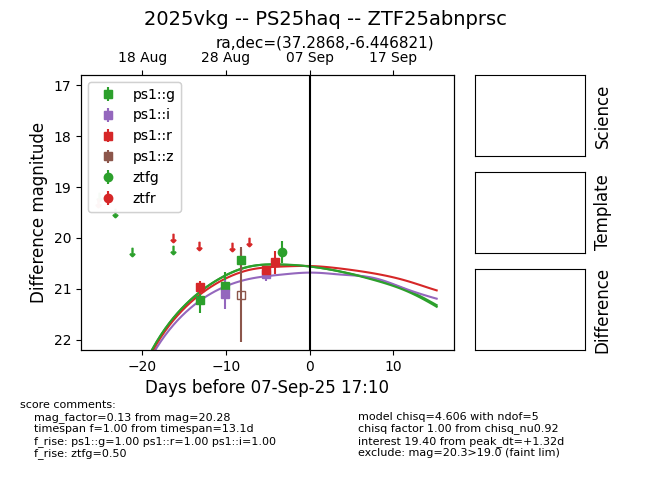 2025vkg -- PS25haq -- ZTF25abnprsc
ra,dec=(37.2868,-6.446821)
18 Aug 28 Aug 07 Sep 17 Sep
17
18
19
20
21
22
Difference magnitude
ps1::g
ps1::i
ps1::r
ps1::z
ztfg
ztfr
−20 −10 0 10
Days before 07-Sep-25 17:10
Science
Template
Difference
score comments:
mag_factor=0.13 from mag=20.28
timespan f=1.00 from timespan=13.1d
f_rise: ps1::g=1.00 ps1::r=1.00 ps1::i=1.00
f_rise: ztfg=0.50
model chisq=4.606 with ndof=5
chisq factor 1.00 from chisq_nu0.92
interest 19.40 from peak_dt=+1.32d
exclude: mag=20.3>19.0 (faint lim)